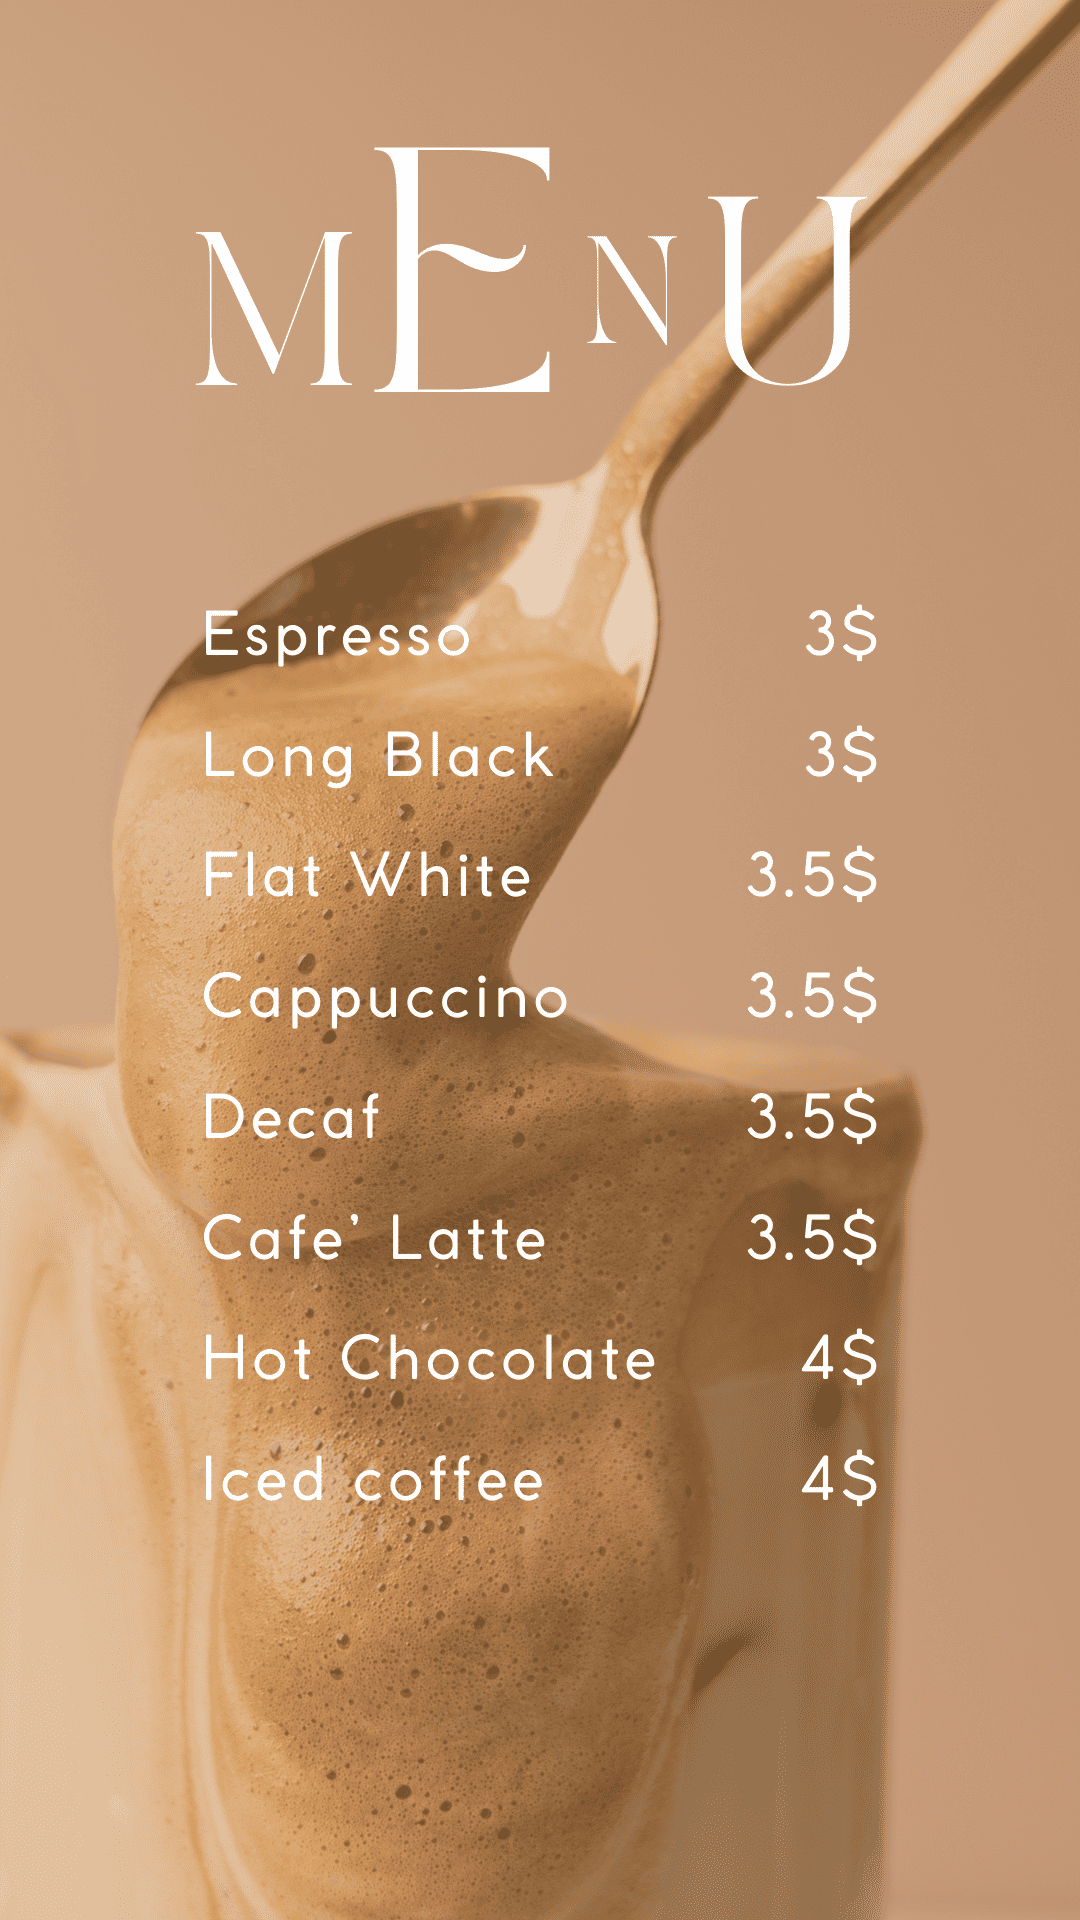 MENU
Espresso 3$
Long Black 3$
Flat White 3.5$
Cappuccino 3.5$
Decaf 3.5$
Cafe’ Latte 3.5$
Hot Chocolate 4$
Iced coffee 4$